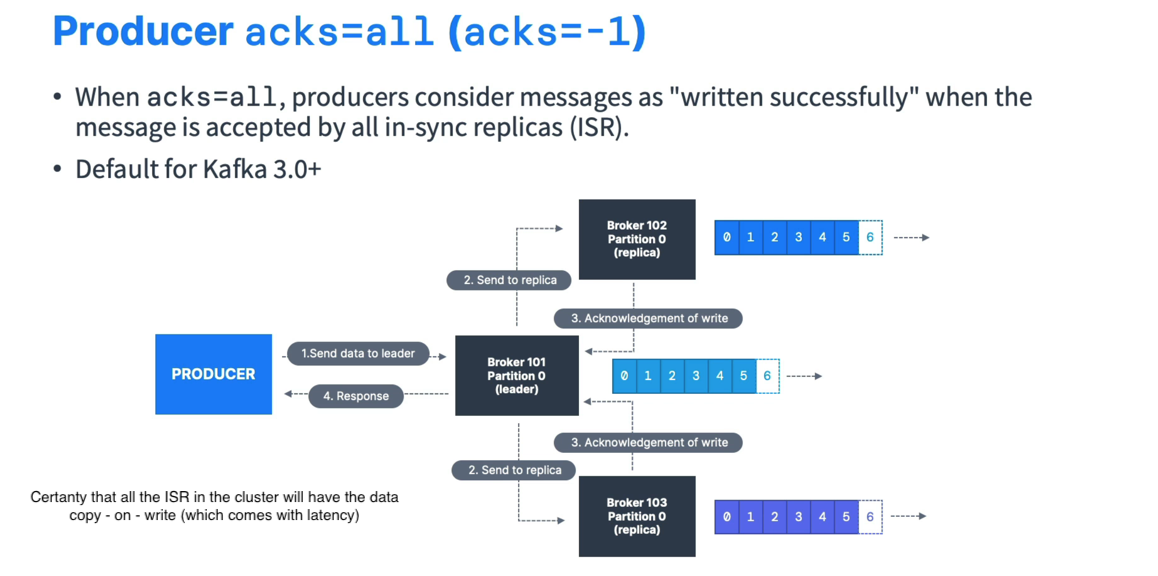 Producer acks=all (acks=-1)
• When acks=all, producers consider messages as "written successfully" when the
message is accepted by all in-sync replicas (ISR).
• Default for Kafka 3.0+
Broker 102
Partition 0
(replica)
0 1 2 3 4 5 6
2. Send to replica
3. Acknowledgement of write
PRODUCER
1.Send data to leader
4. Response
Broker 101
Partition 0
(leader)
0 1 2 3 4 5 6
3. Acknowledgement of write
2. Send to replica
Certanty that all the ISR in the cluster will have the data
copy - on - write (which comes with latency)
Broker 103
Partition 0
(replica)
0 1 2 3 4 5 6